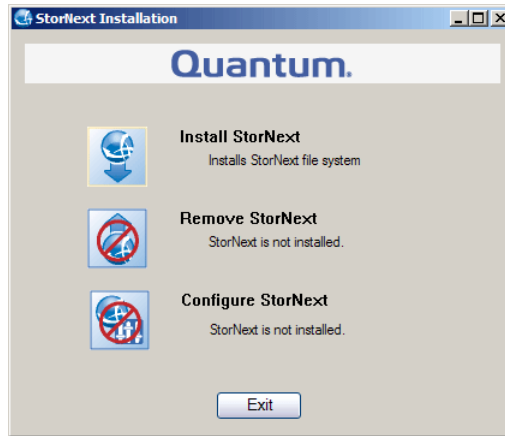 StorNext Installation
Quantum.
Install StorNext
Installs StorNext file system
Remove StorNext
StorNext is not installed.
Configure StorNext
StorNext is not installed.
Exit